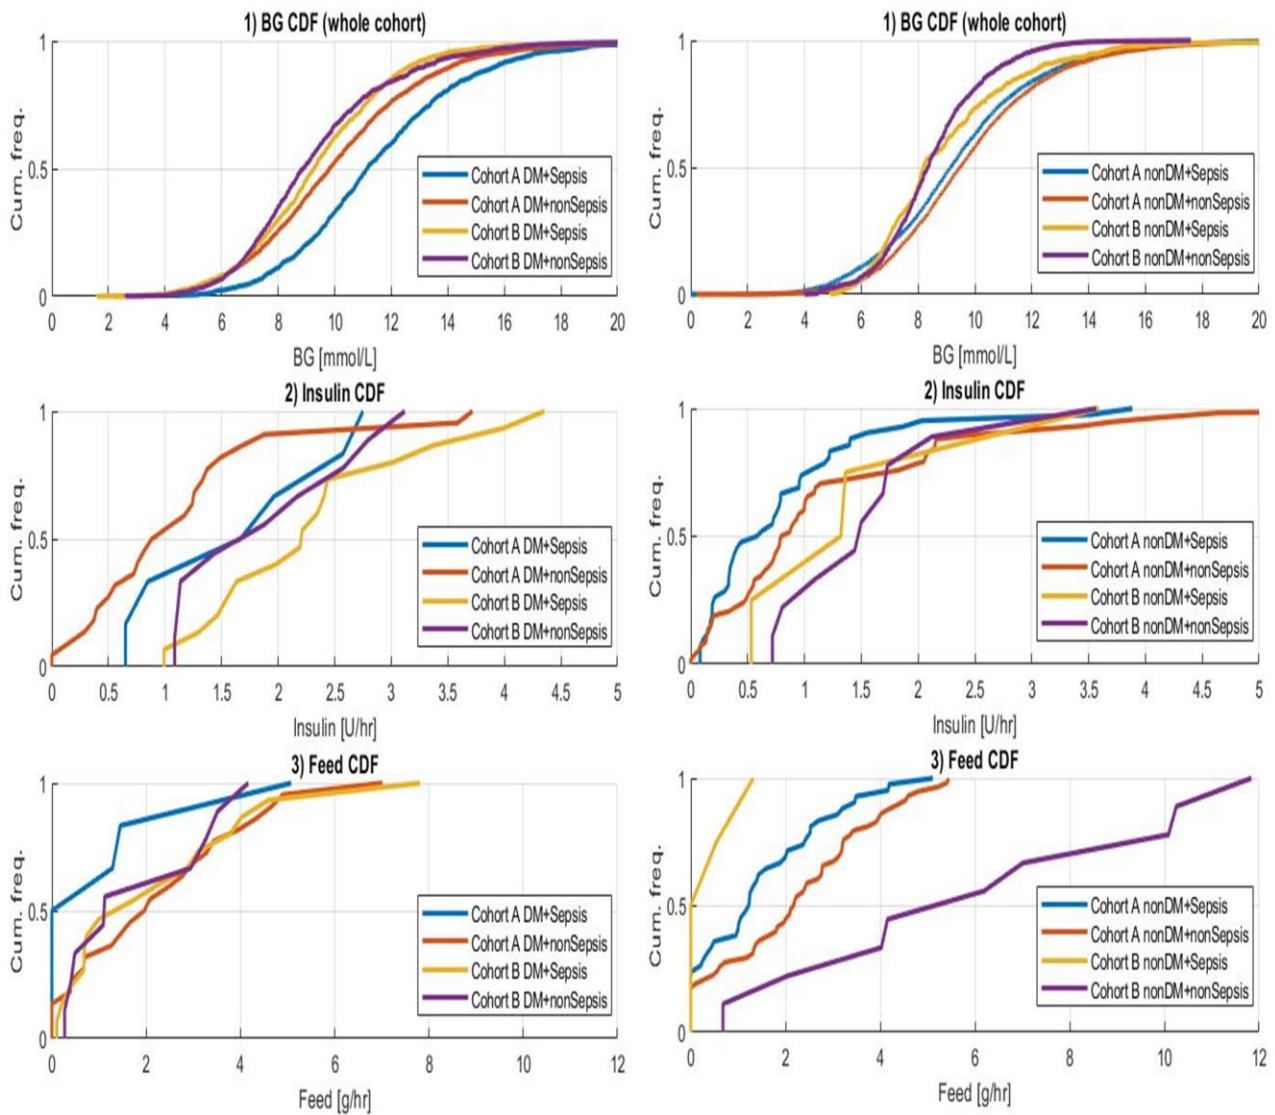 1) BG CDF (whole cohort)
Cum. freq.
1
0.5
0
0 2 4 6 8 10 12 14 16 18 20
BG [mmol/L]
Cohort A DM+Sepsis
Cohort A DM+nonSepsis
Cohort B DM+Sepsis
Cohort B DM+nonSepsis
1) BG CDF (whole cohort)
Cum. freq.
1
0.5
0
0 2 4 6 8 10 12 14 16 18 20
BG [mmol/L]
Cohort A nonDM+Sepsis
Cohort A nonDM+nonSepsis
Cohort B nonDM+Sepsis
Cohort B nonDM+nonSepsis
2) Insulin CDF
Cum. freq.
1
0.5
0
0 0.5 1 1.5 2 2.5 3 3.5 4 4.5 5
Insulin [U/hr]
Cohort A DM+Sepsis
Cohort A DM+nonSepsis
Cohort B DM+Sepsis
Cohort B DM+nonSepsis
2) Insulin CDF
Cum. freq.
1
0.5
0
0 0.5 1 1.5 2 2.5 3 3.5 4 4.5 5
Insulin [U/hr]
Cohort A nonDM+Sepsis
Cohort A nonDM+nonSepsis
Cohort B nonDM+Sepsis
Cohort B nonDM+nonSepsis
3) Feed CDF
Cum. freq.
1
0.5
0
0 2 4 6 8 10 12
Feed [g/hr]
Cohort A DM+Sepsis
Cohort A DM+nonSepsis
Cohort B DM+Sepsis
Cohort B DM+nonSepsis
3) Feed CDF
Cum. freq.
1
0.5
0
0 2 4 6 8 10 12
Feed [g/hr]
Cohort A nonDM+Sepsis
Cohort A nonDM+nonSepsis
Cohort B nonDM+Sepsis
Cohort B nonDM+nonSepsis